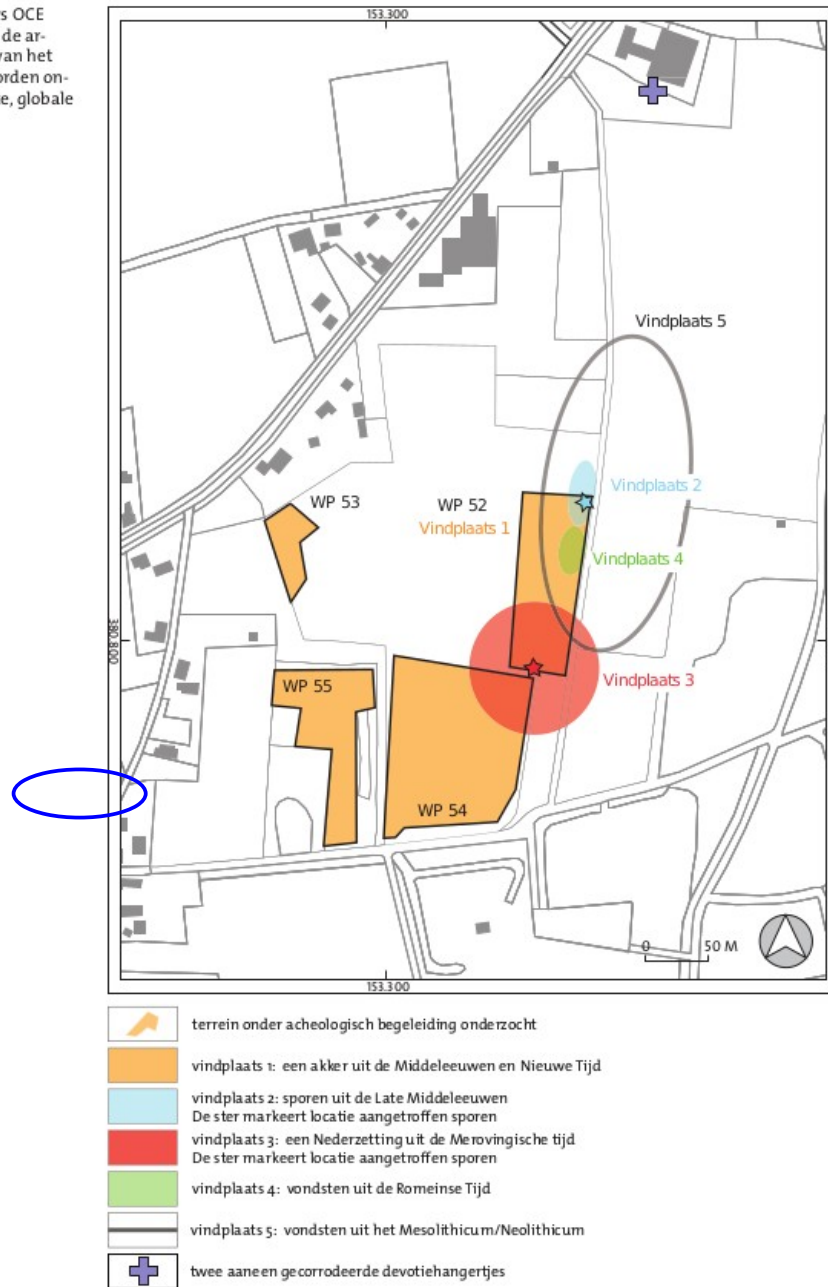 s OCE
de ar-
van het
orden on-
e, globale
153.300
Vindplaats 5
Vindplaats 2
WP 53
WP 52
Vindplaats 1
Vindplaats 4
380.800
WP 55
Vindplaats 3
WP 54
0 50 M
153.300
terrein onder acheologisch begeleiding onderzocht
vindplaats 1: een akker uit de Middeleeuwen en Nieuwe Tijd
vindplaats 2: sporen uit de Late Middeleeuwen
De ster markeert locatie aangetroffen sporen
vindplaats 3: een Nederzetting uit de Merovingische tijd
De ster markeert locatie aangetroffen sporen
vindplaats 4: vondsten uit de Romeinse Tijd
vindplaats 5: vondsten uit het Mesolithicum/Neolithicum
twee aaneen gecorrodeerde devotiehangertjes